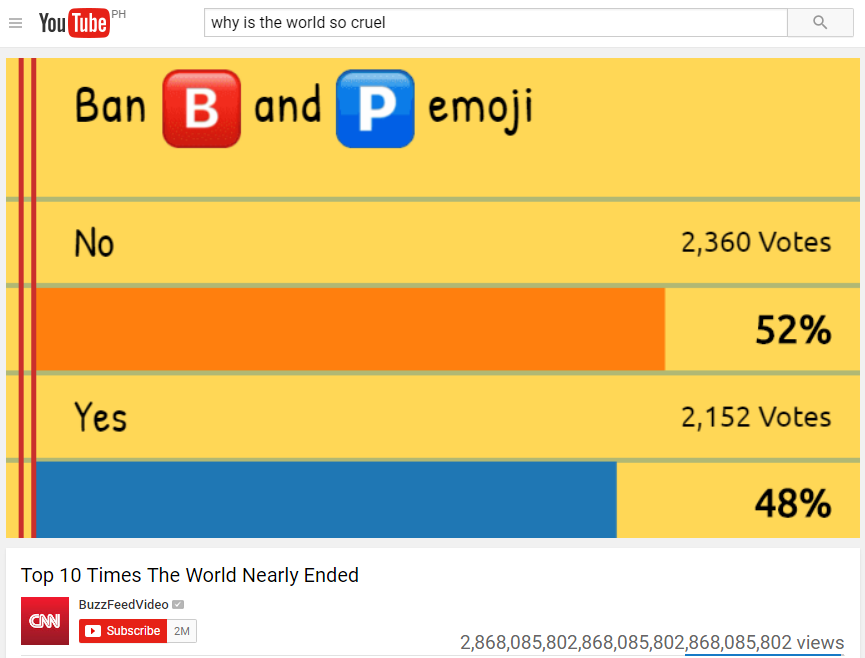 YouTube PH
why is the world so cruel
Ban 🅱 and 🅿 emoji
No 2,360 Votes
52%
Yes 2,152 Votes
48%
Top 10 Times The World Nearly Ended
CNN BuzzFeedVideo
Subscribe 2M
2,868,085,802,868,085,802,868,085,802 views